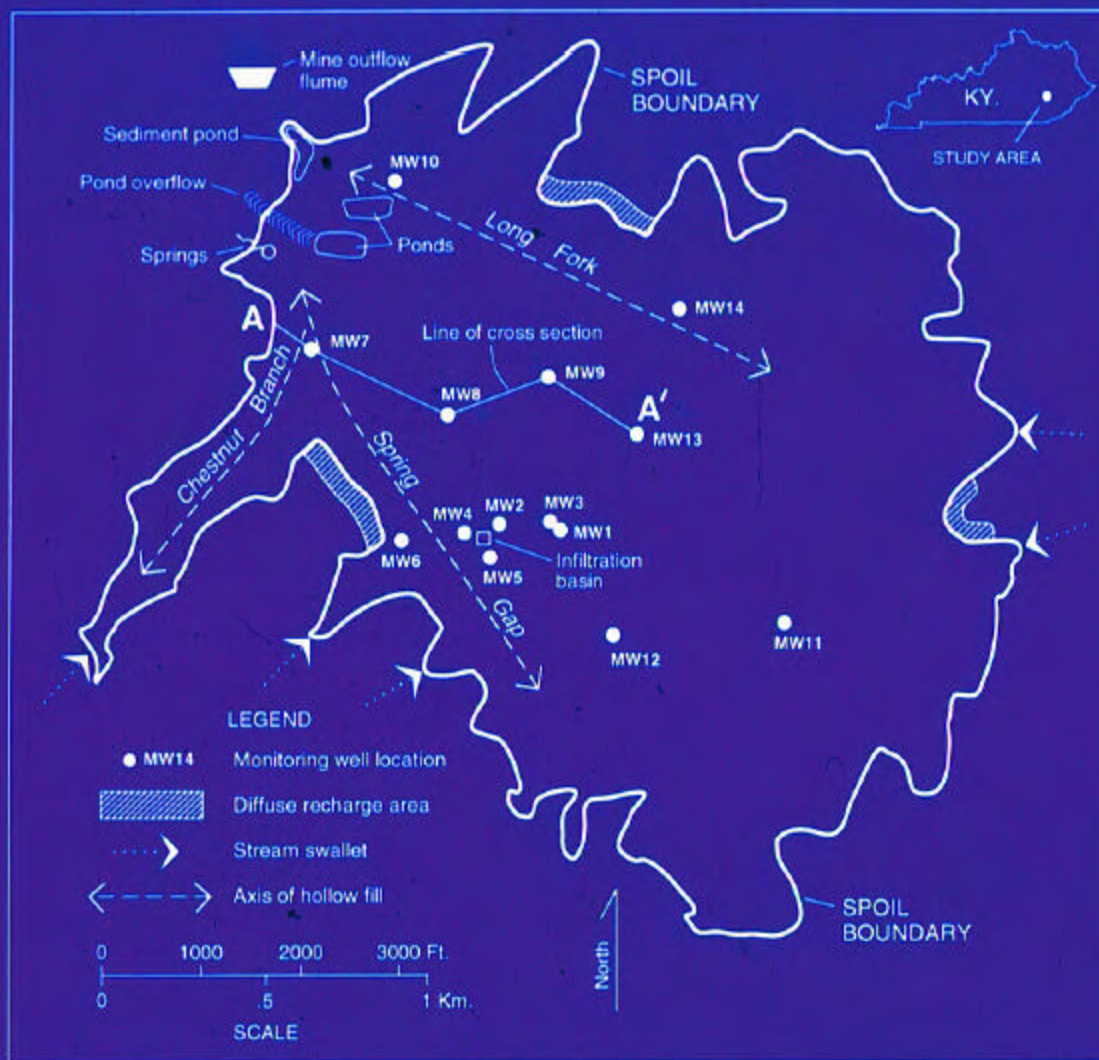 Mine outflow
flume
SPOIL
BOUNDARY
KY.
STUDY AREA
Sediment pond
MW10
Pond overflow
Ponds
Springs
Long Fork
MW14
A
MW7
Line of cross section
MW8
MW9
A′
MW13
Chestnut Branch
Spring Gap
MW4
MW2
MW3
MW1
MW6
MW5
Infiltration
basin
MW12
MW11
LEGEND
MW14 Monitoring well location
Diffuse recharge area
Stream swallet
Axis of hollow fill
0 1000 2000 3000 Ft.
0 .5 1 Km.
SCALE
North
SPOIL
BOUNDARY